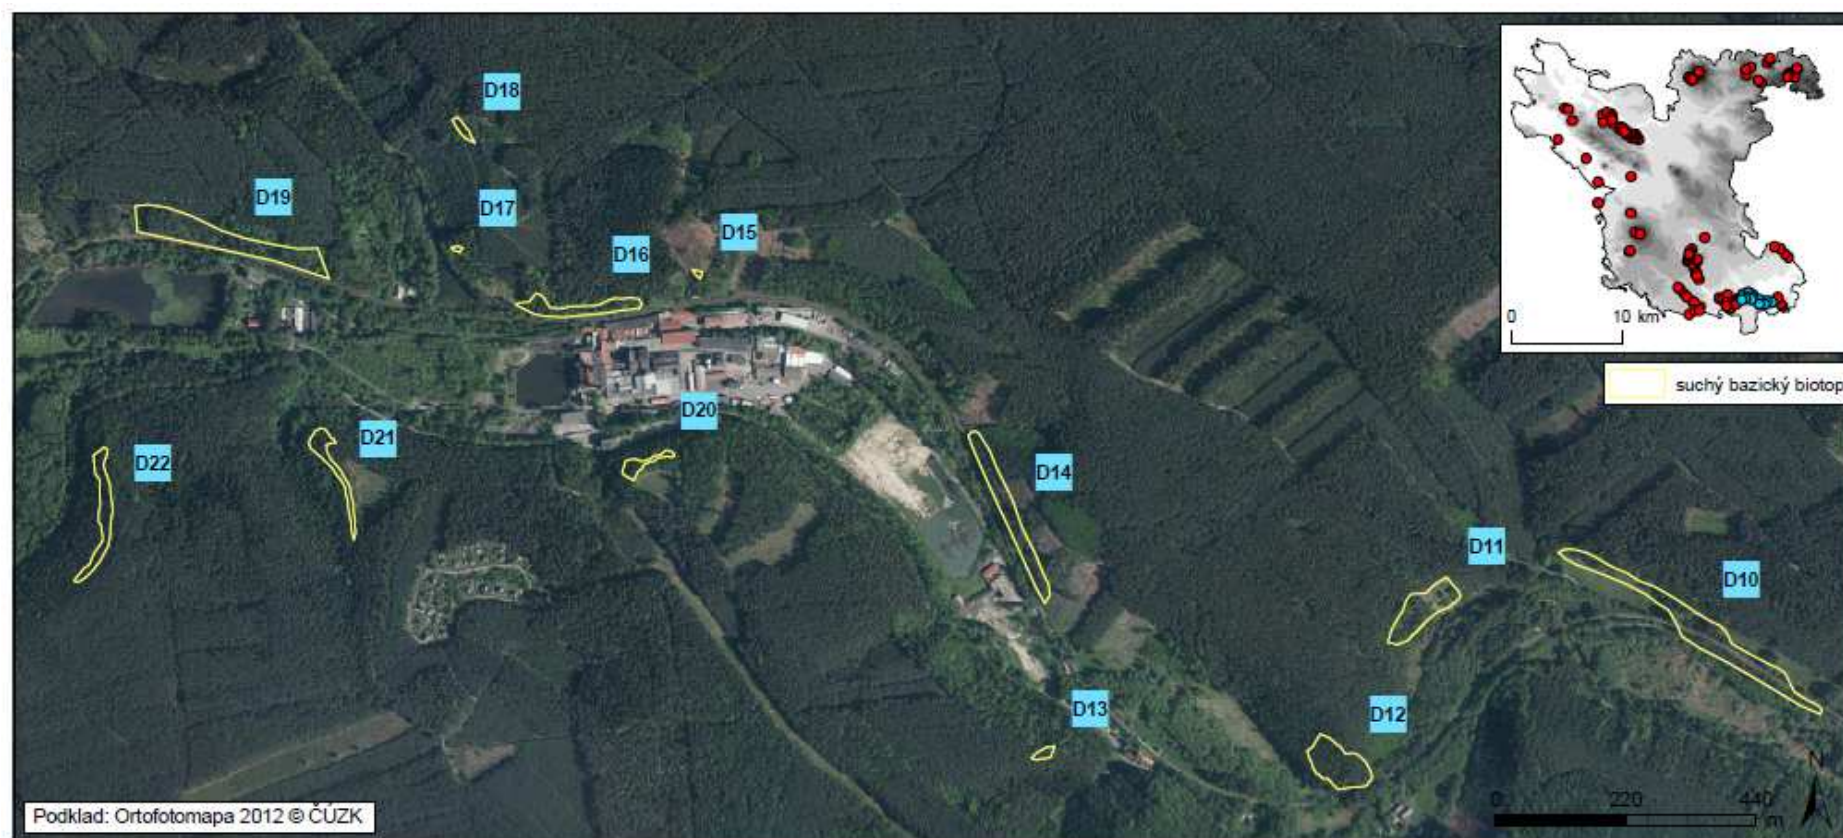 D18
D19
D17
D15
D16
0 10 km
suchý bazický biotop
D20
D21
D22
D14
D11
D10
D13
D12
N
0 220 440
m
Podklad: Ortofotomapa 2012 © ČÚZK